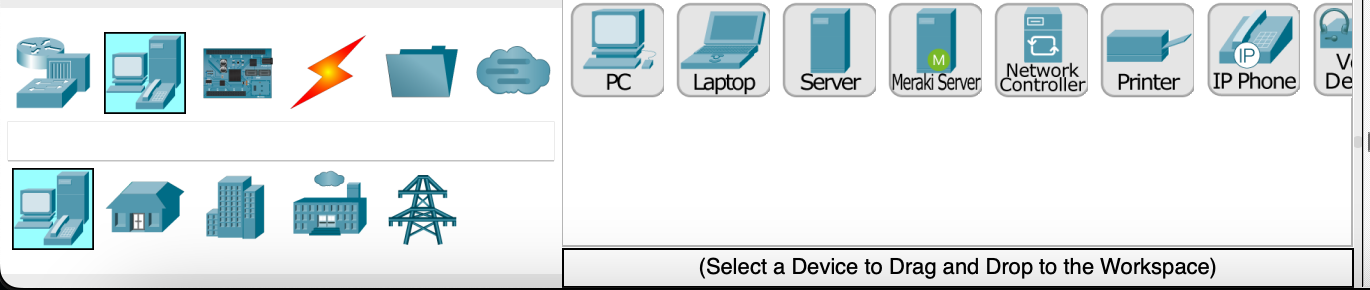 PC
Laptop
Server
M
Meraki Server
Network
Controller
Printer
IP
IP Phone
(Select a Device to Drag and Drop to the Workspace)